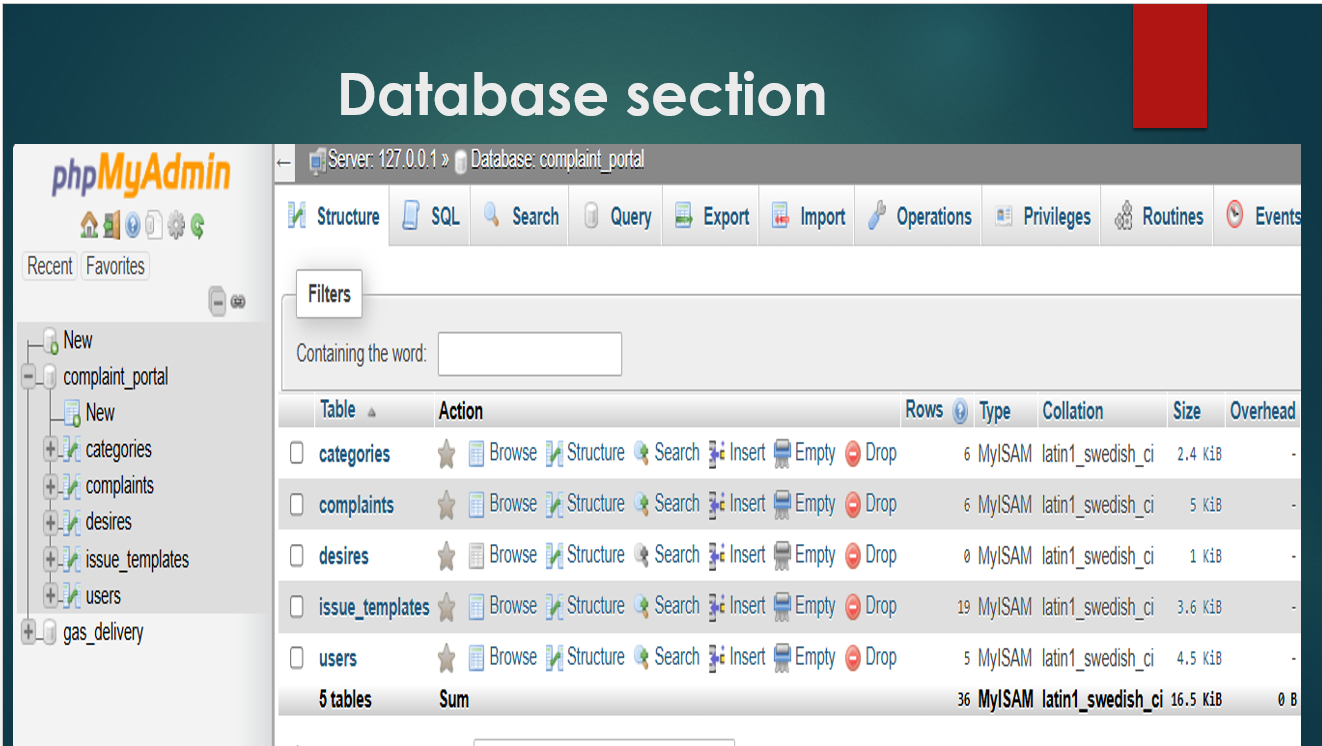 Database section
phpMyAdmin
Recent Favorites
New
complaint_portal
New
categories
complaints
desires
issue_templates
users
gas_delivery
Server: 127.0.0.1 » Database: complaint_portal
Structure SQL Search Query Export Import Operations Privileges Routines Events
Filters
Containing the word:
Table Action Rows Type Collation Size Overhead
categories Browse Structure Search Insert Empty Drop 6 MyISAM latin1_swedish_ci 2.4 KiB -
complaints Browse Structure Search Insert Empty Drop 6 MyISAM latin1_swedish_ci 5 KiB -
desires Browse Structure Search Insert Empty Drop 0 MyISAM latin1_swedish_ci 1 KiB -
issue_templates Browse Structure Search Insert Empty Drop 19 MyISAM latin1_swedish_ci 3.6 KiB -
users Browse Structure Search Insert Empty Drop 5 MyISAM latin1_swedish_ci 4.5 KiB -
5 tables Sum 36 MyISAM latin1_swedish_ci 16.5 KiB 0 B